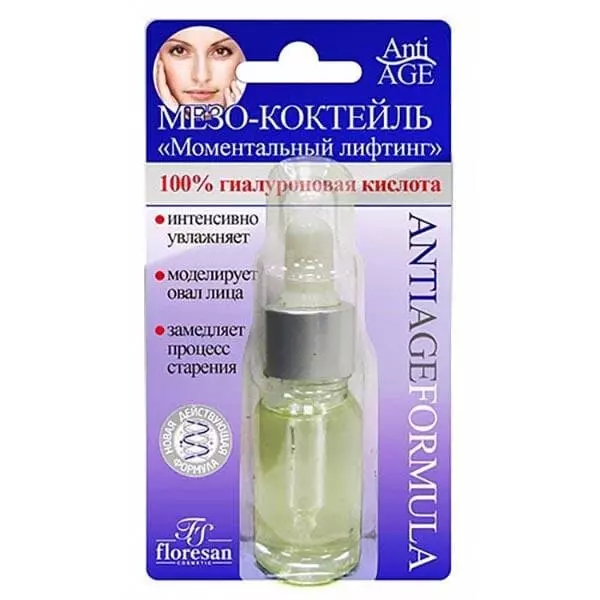 Anti
AGE
МЕЗО-КОКТЕЙЛЬ
«Моментальный лифтинг»
100% гиалуроновая кислота
• интенсивно
увлажняет
• моделирует
овал лица
• замедляет
процесс
старения
ANTIAGEFORMULA
НОВАЯ ДЕЙСТВУЮЩАЯ
ФОРМУЛА
FS
floresan
COSMETIC